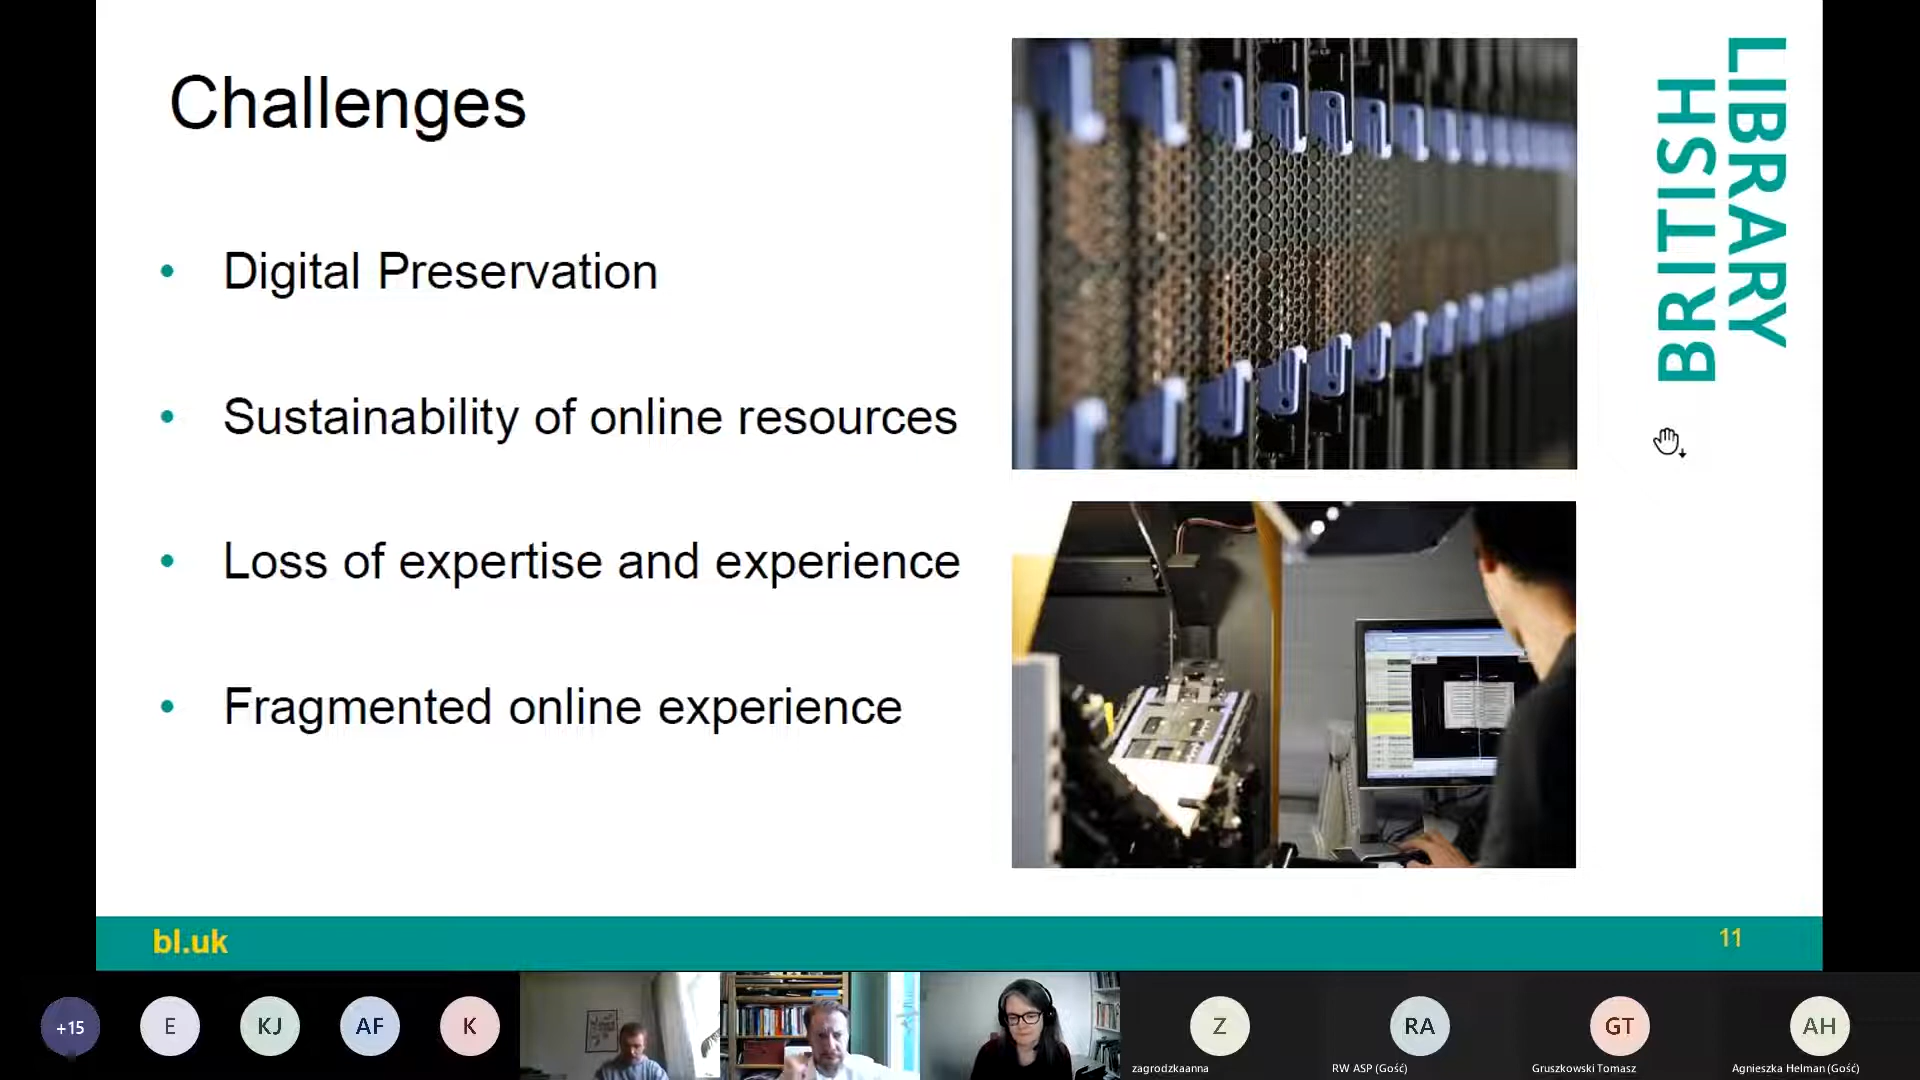 Challenges
Digital Preservation
Sustainability of online resources
Loss of expertise and experience
Fragmented online experience
BRITISH
LIBRARY
bl.uk
11
+15
E
KJ
AF
K
Z
zagrodzkaanna
RA
RW ASP (Gość)
GT
Gruszkowski Tomasz
AH
Agnieszka Helman (Gość)